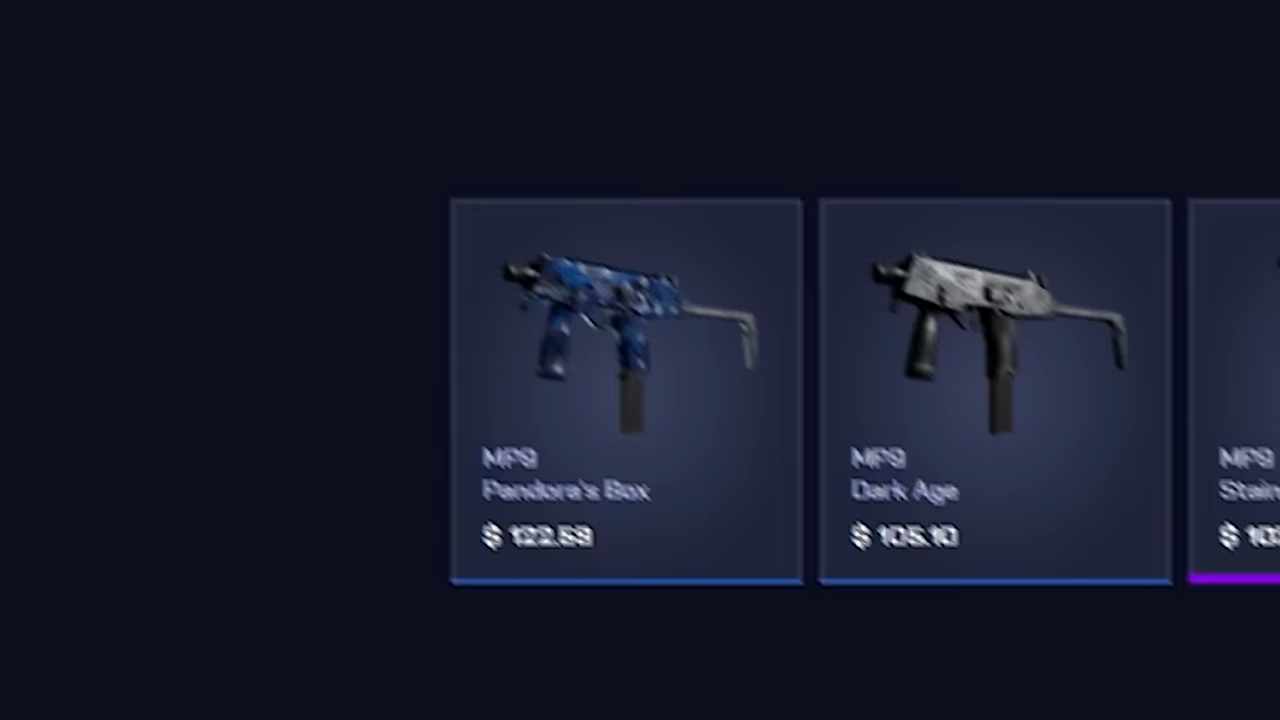 MP9
Pandora's Box
$ 122.59
MP9
Dark Age
$ 105.10
MP9
$